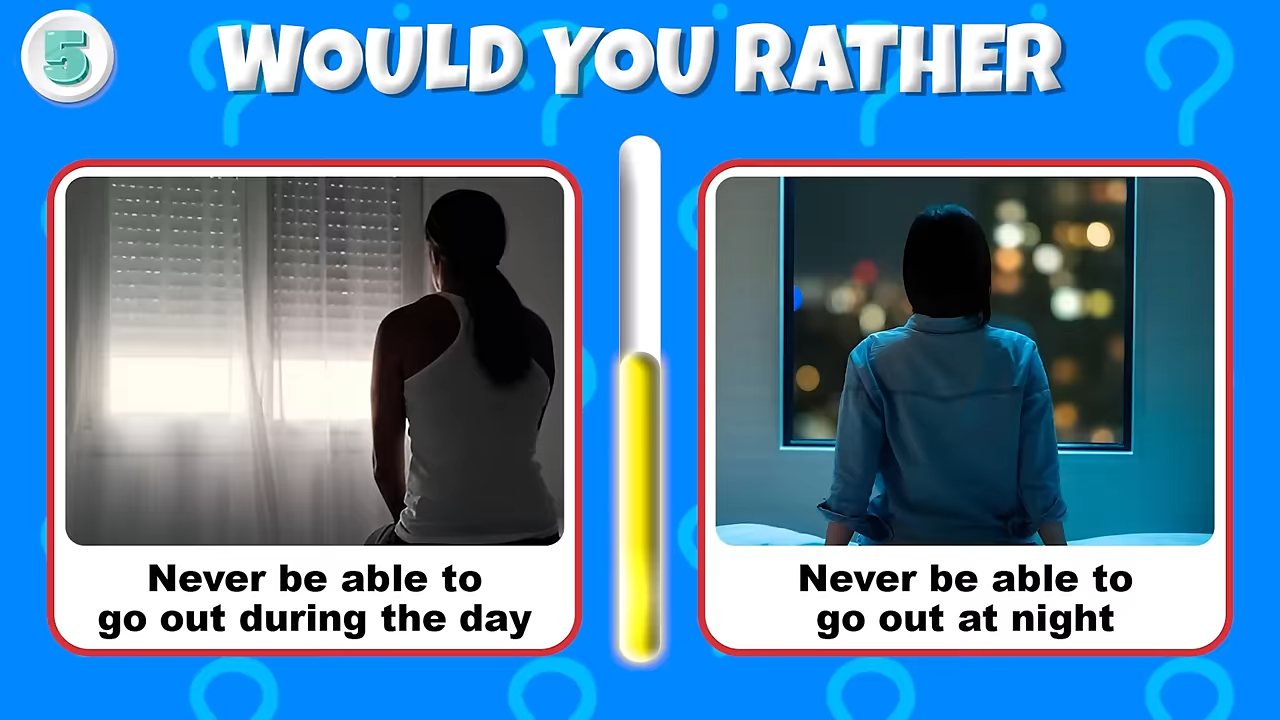 5
WOULD YOU RATHER
Never be able to
go out during the day
Never be able to
go out at night